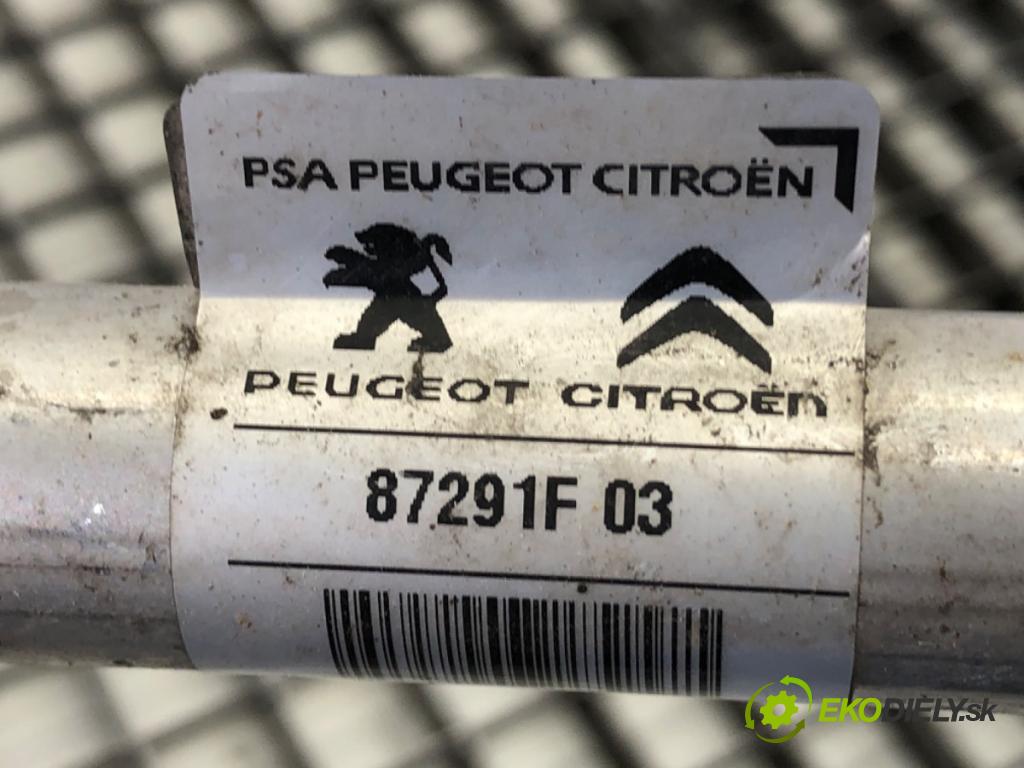 PSA PEUGEOT CITROËN
PEUGEOT CITROËN
87291F 03
EKODIELY.sk